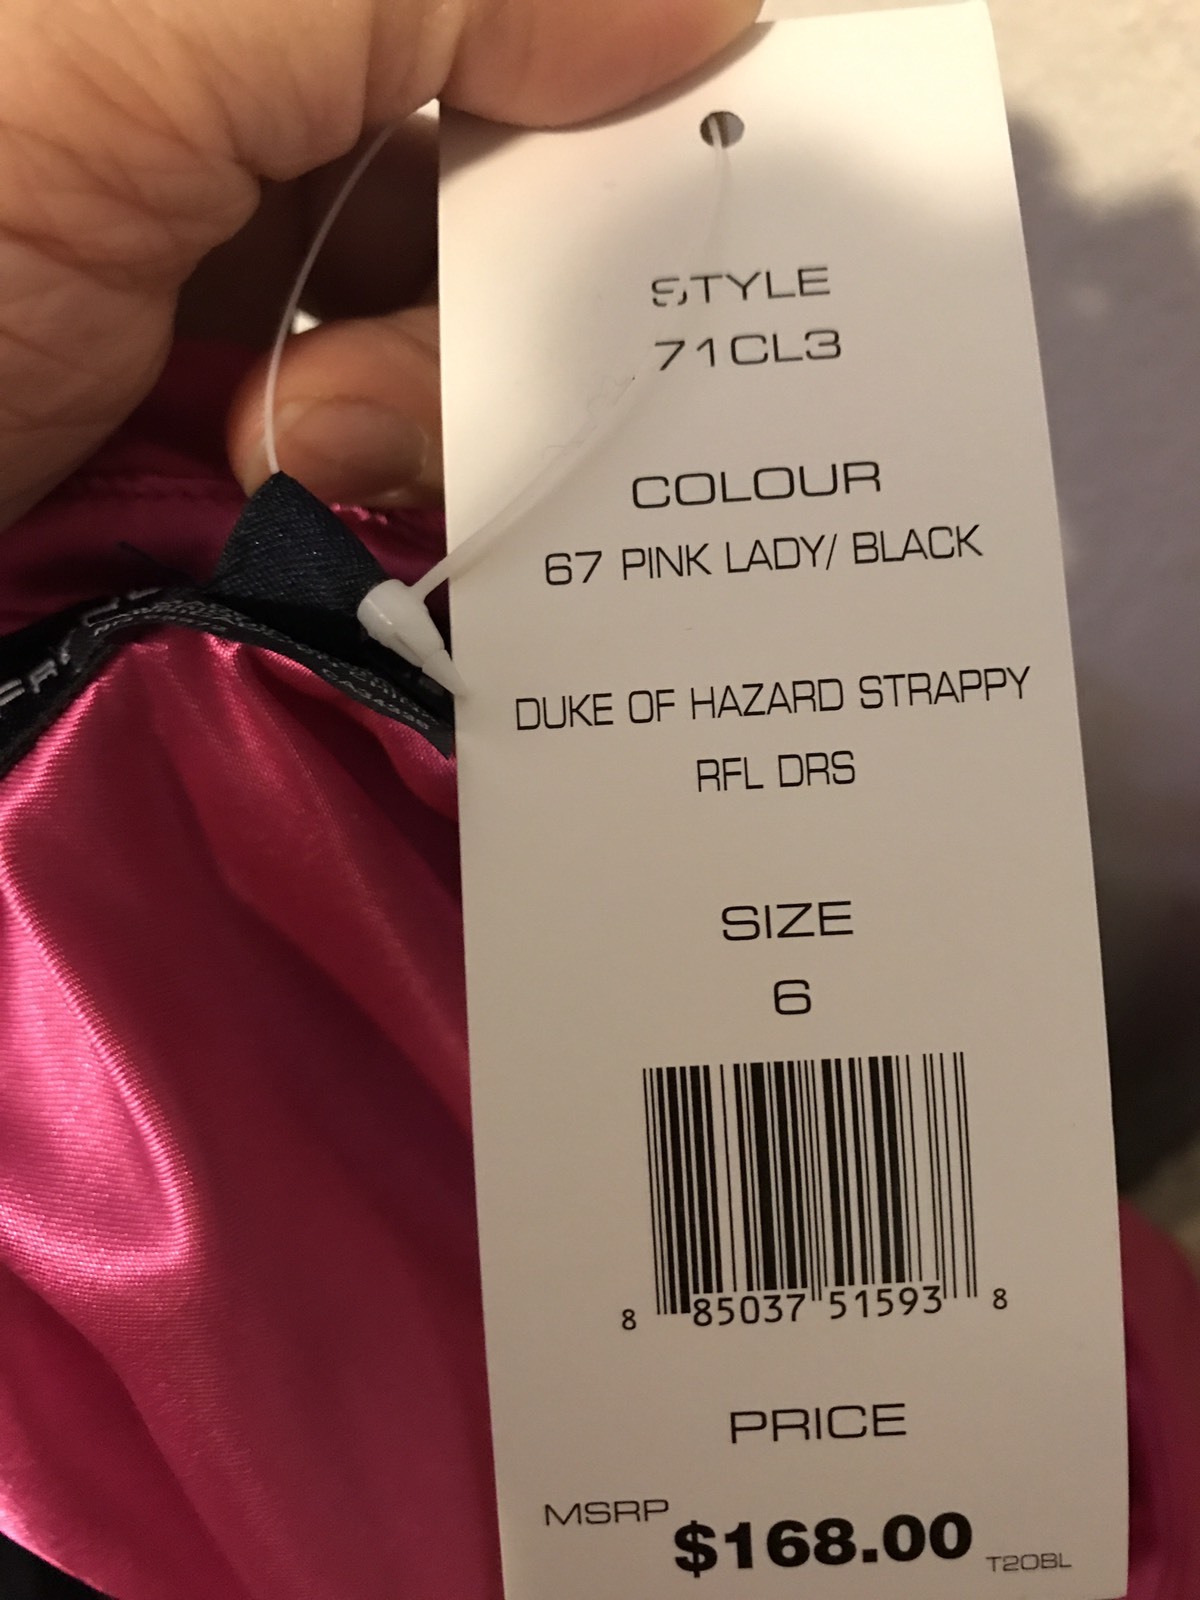 STYLE
71CL3
COLOUR
67 PINK LADY/ BLACK
DUKE OF HAZARD STRAPPY
RFL DRS
SIZE
6
8 85037 51593 8
PRICE
MSRP $168.00 T20BL